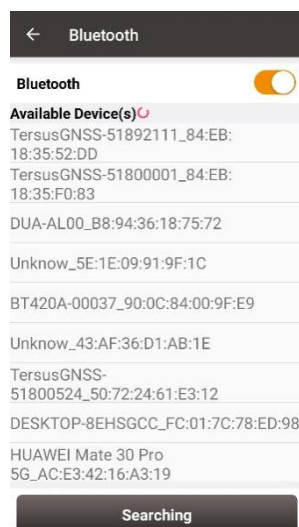 Bluetooth
Bluetooth
Available Device(s)
TersusGNSS-51892111_84:EB:
18:35:52:DD
TersusGNSS-51800001_84:EB:
18:35:F0:83
DUA-AL00_B8:94:36:18:75:72
Unknow_5E:1E:09:91:9F:1C
BT420A-00037_90:0C:84:00:9F:E9
Unknow_43:AF:36:D1:AB:1E
TersusGNSS-
51800524_50:72:24:61:E3:12
DESKTOP-8EHSGCC_FC:01:7C:78:ED:98
HUAWEI Mate 30 Pro
5G_AC:E3:42:16:A3:19
Searching